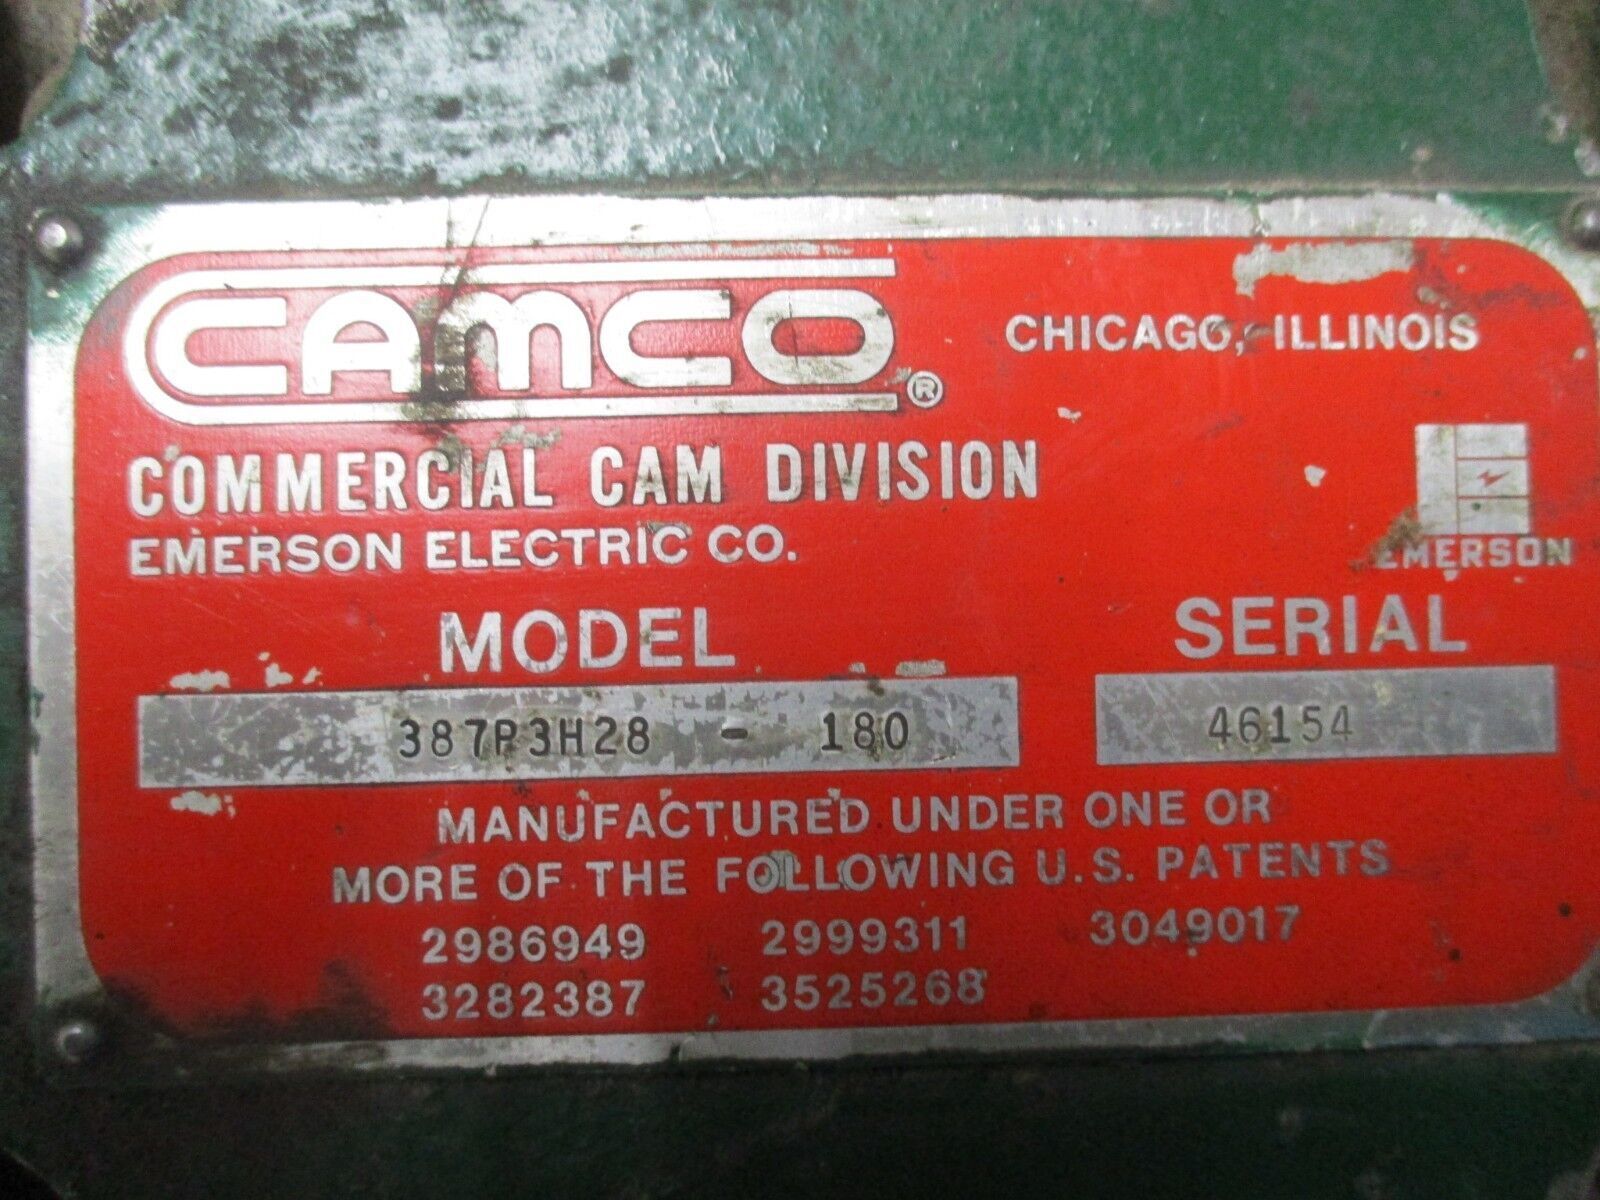 CAMCO®
CHICAGO, ILLINOIS
COMMERCIAL CAM DIVISION
EMERSON ELECTRIC CO.
EMERSON
MODEL
SERIAL
387P3H28 - 180
46154
MANUFACTURED UNDER ONE OR
MORE OF THE FOLLOWING U.S. PATENTS
2986949 2999311 3049017
3282387 3525268